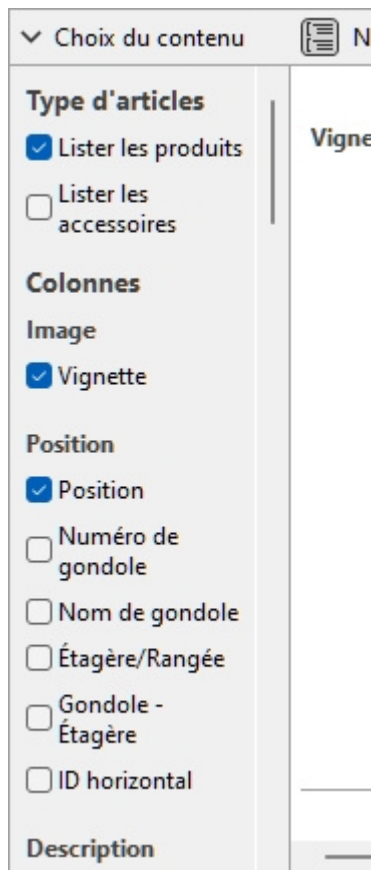 Choix du contenu
Type d'articles
Lister les produits
Lister les
accessoires
Colonnes
Image
Vignette
Position
Position
Numéro de
gondole
Nom de gondole
Étagère/Rangée
Gondole -
Étagère
ID horizontal
Description